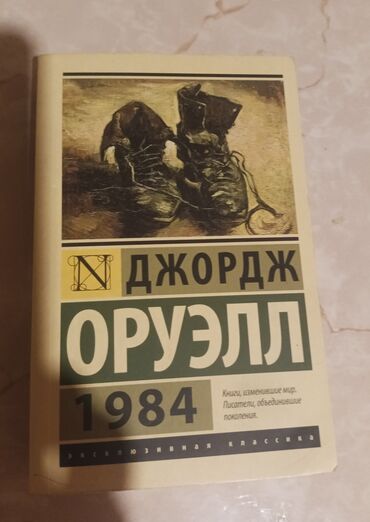 N ДЖОРДЖ
ОРУЭЛЛ
1984
Книги, изменившие мир.
Писатели, объединившие
поколения.
эксклюзивная классика